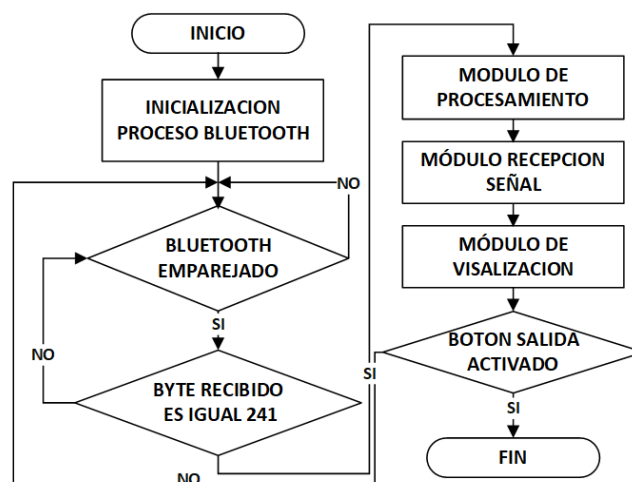 INICIO
INICIALIZACION
PROCESO BLUETOOTH
NO
BLUETOOTH
EMPAREJADO
SI
NO
BYTE RECIBIDO
ES IGUAL 241
NO
SI
MODULO DE
PROCESAMIENTO
MÓDULO RECEPCION
SEÑAL
MÓDULO DE
VISALIZACION
BOTON SALIDA
ACTIVADO
SI
FIN